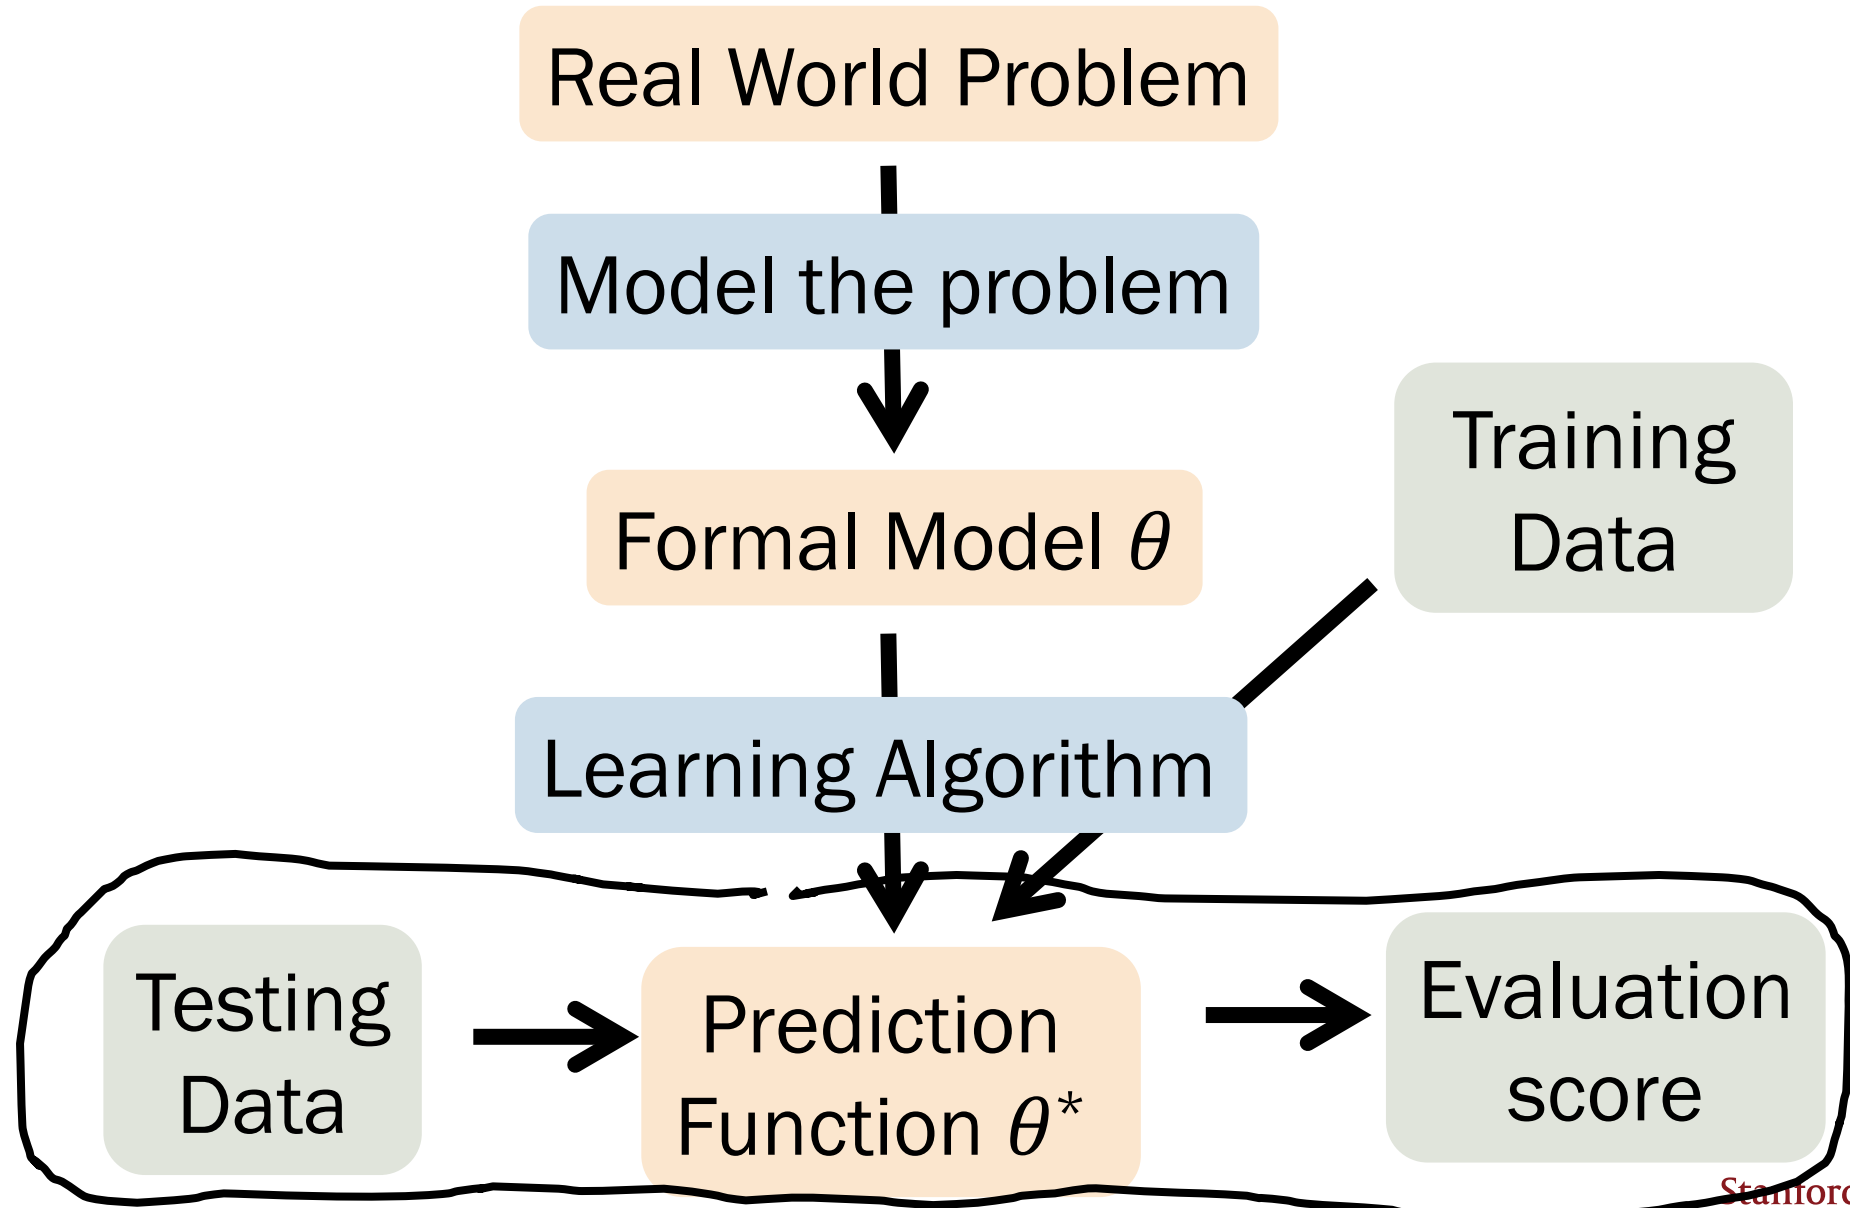 Real World Problem
Model the problem
Training
Data
Formal Model θ
Learning Algorithm
Testing
Data
Prediction
Function θ*
Evaluation
score